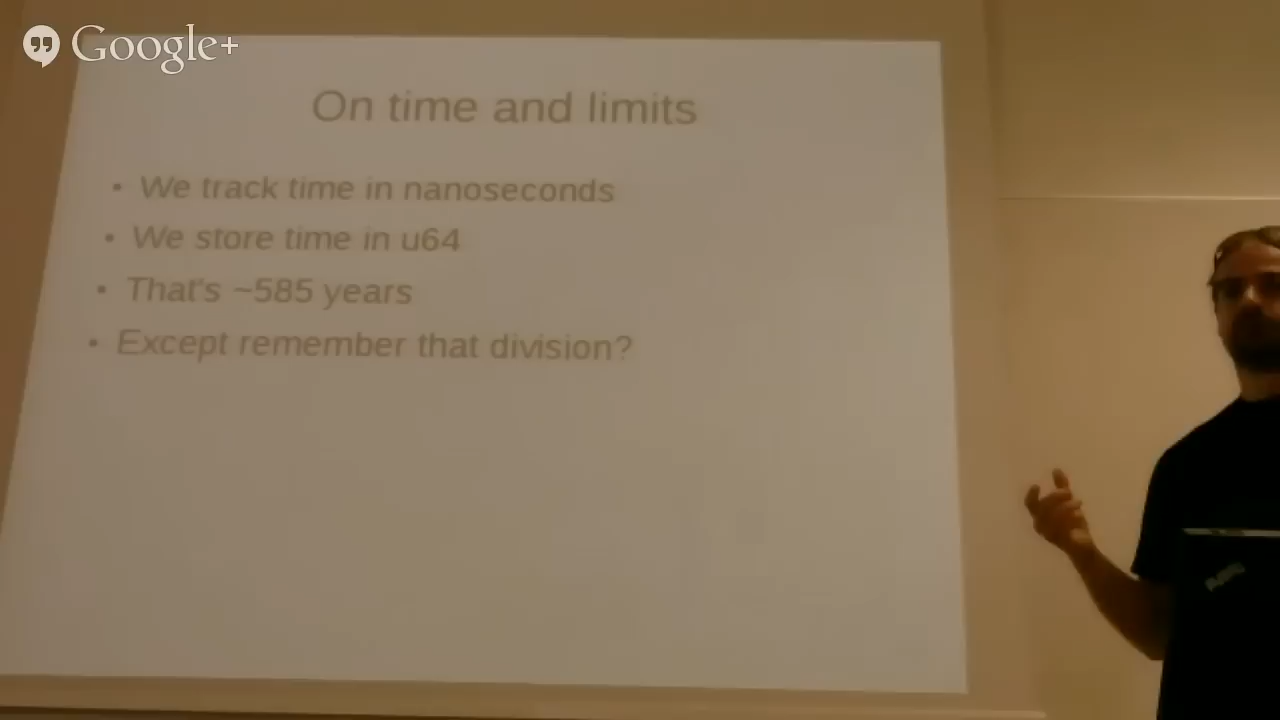 Google+
On time and limits
• We track time in nanoseconds
• We store time in u64
• That's ~585 years
• Except remember that division?